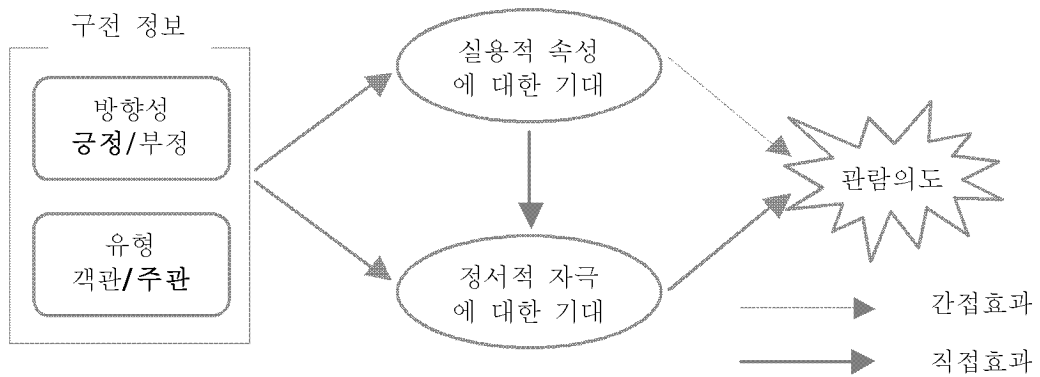 구전 정보
방향성
긍정/부정
유형
객관/주관
실용적 속성
에 대한 기대
정서적 자극
에 대한 기대
관람의도
간접효과
직접효과